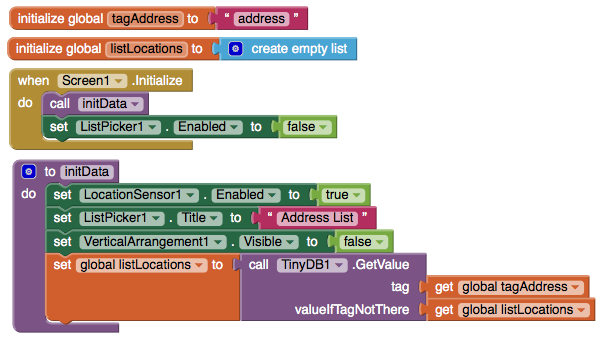 initialize global tagAddress to " address "
initialize global listLocations to create empty list
when Screen1 .Initialize
do call initData
set ListPicker1 . Enabled to false
to initData
do set LocationSensor1 . Enabled to true
set ListPicker1 . Title to " Address List "
set VerticalArrangement1 . Visible to false
set global listLocations to call TinyDB1 .GetValue
tag get global tagAddress
valueIfTagNotThere get global listLocations